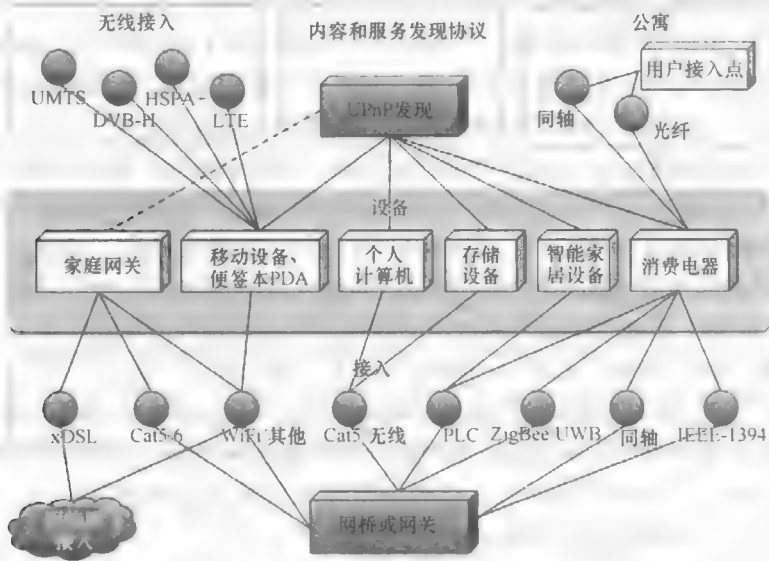 无线接入
内容和服务发现协议
公寓
UMTS
DVB-H
HSPA+
LTE
UPnP发现
用户接入点
同轴
光纤
设备
家庭网关
移动设备、
便签本PDA
个人
计算机
存储
设备
智能家
居设备
消费电器
接入
xDSL
Cat5-6
WiFi 其他
Cat5 无线
PLC
ZigBee UWB
同轴
IEEE-1394
接入
网桥或网关